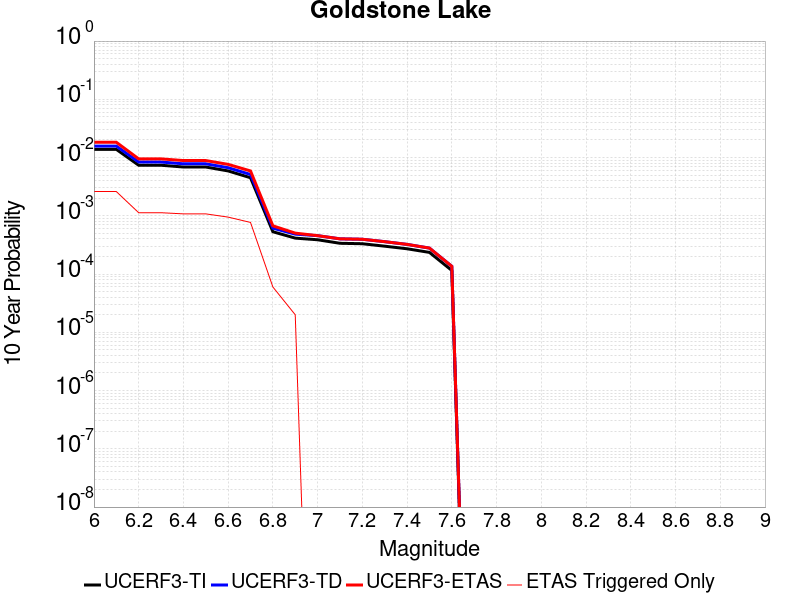 Goldstone Lake
10^0
10^-1
10^-2
10^-3
10^-4
10^-5
10^-6
10^-7
10^-8
10 Year Probability
6 6.2 6.4 6.6 6.8 7 7.2 7.4 7.6 7.8 8 8.2 8.4 8.6 8.8 9
Magnitude
UCERF3-TI UCERF3-TD UCERF3-ETAS ETAS Triggered Only